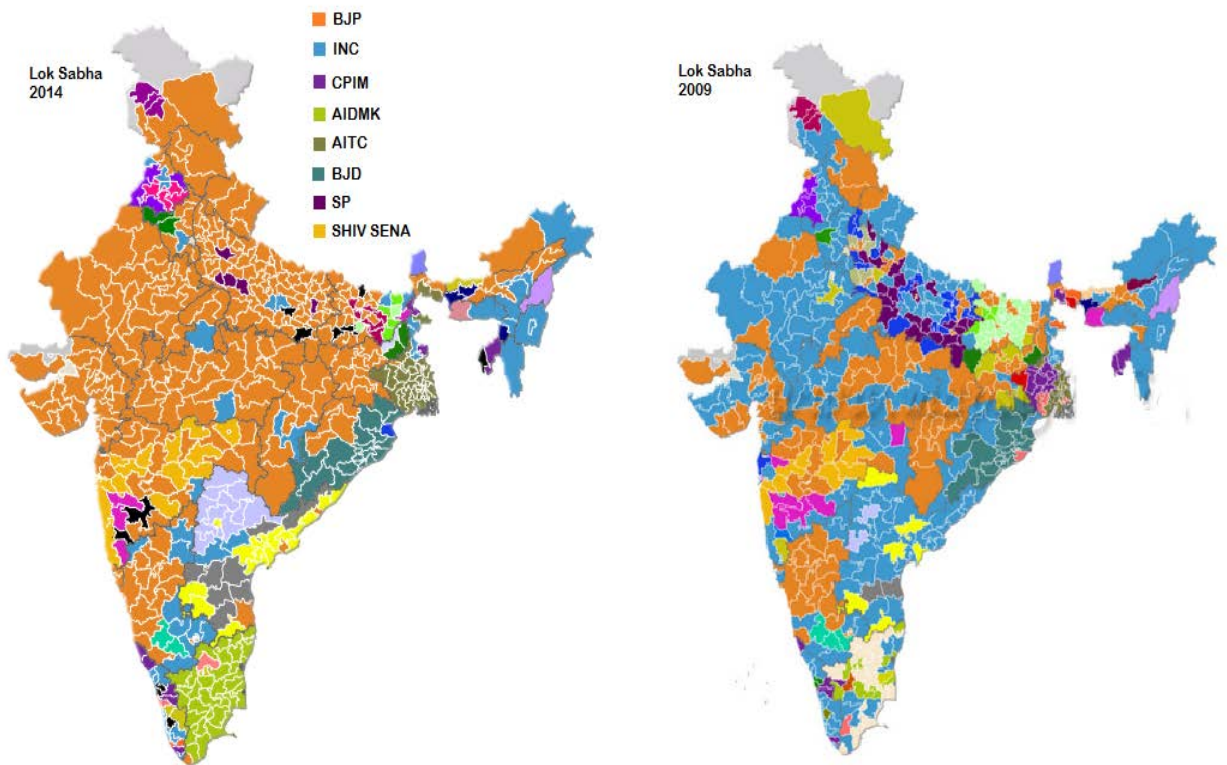 Lok Sabha
2014
BJP
INC
CPIM
AIDMK
AITC
BJD
SP
SHIV SENA
Lok Sabha
2009